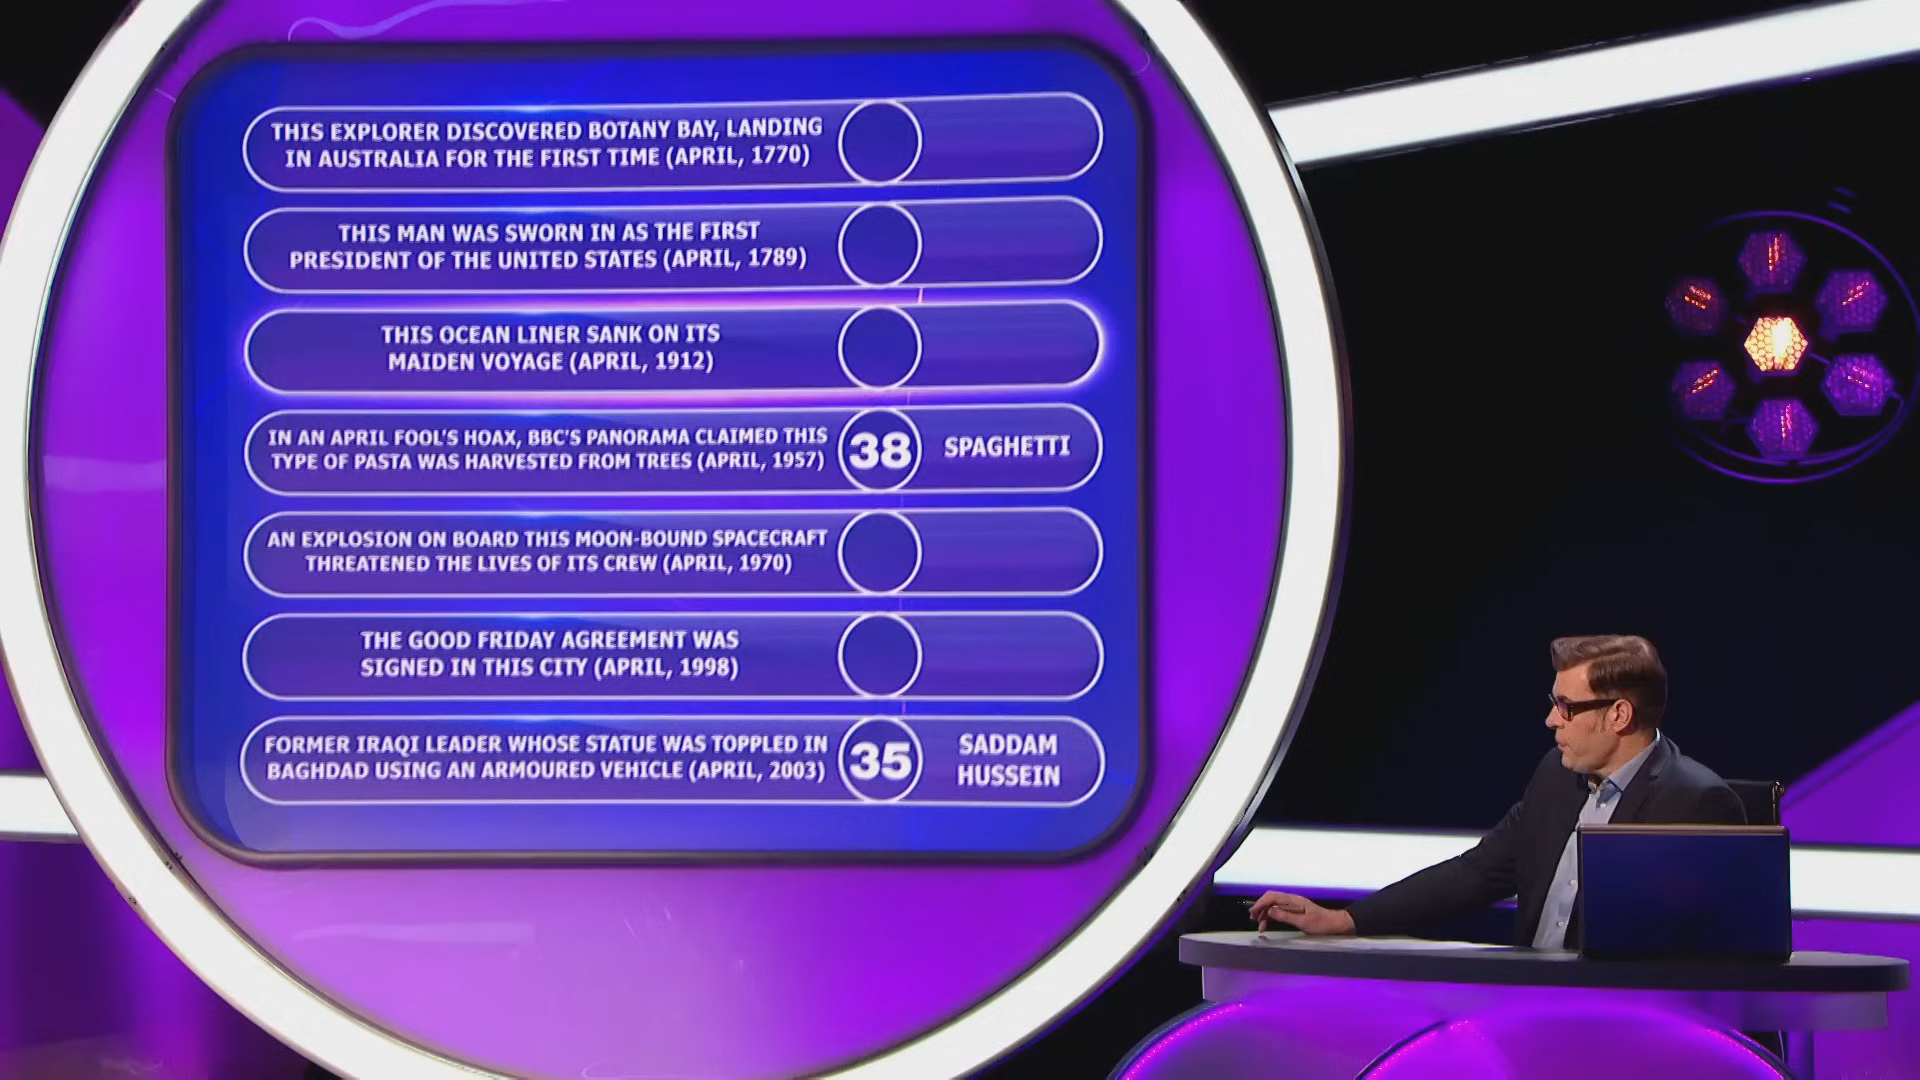 THIS EXPLORER DISCOVERED BOTANY BAY, LANDING
IN AUSTRALIA FOR THE FIRST TIME (APRIL, 1770)
THIS MAN WAS SWORN IN AS THE FIRST
PRESIDENT OF THE UNITED STATES (APRIL, 1789)
THIS OCEAN LINER SANK ON ITS
MAIDEN VOYAGE (APRIL, 1912)
IN AN APRIL FOOL'S HOAX, BBC'S PANORAMA CLAIMED THIS
TYPE OF PASTA WAS HARVESTED FROM TREES (APRIL, 1957)
38
SPAGHETTI
AN EXPLOSION ON BOARD THIS MOON-BOUND SPACECRAFT
THREATENED THE LIVES OF ITS CREW (APRIL, 1970)
THE GOOD FRIDAY AGREEMENT WAS
SIGNED IN THIS CITY (APRIL, 1998)
FORMER IRAQI LEADER WHOSE STATUE WAS TOPPLED IN
BAGHDAD USING AN ARMOURED VEHICLE (APRIL, 2003)
35
SADDAM
HUSSEIN